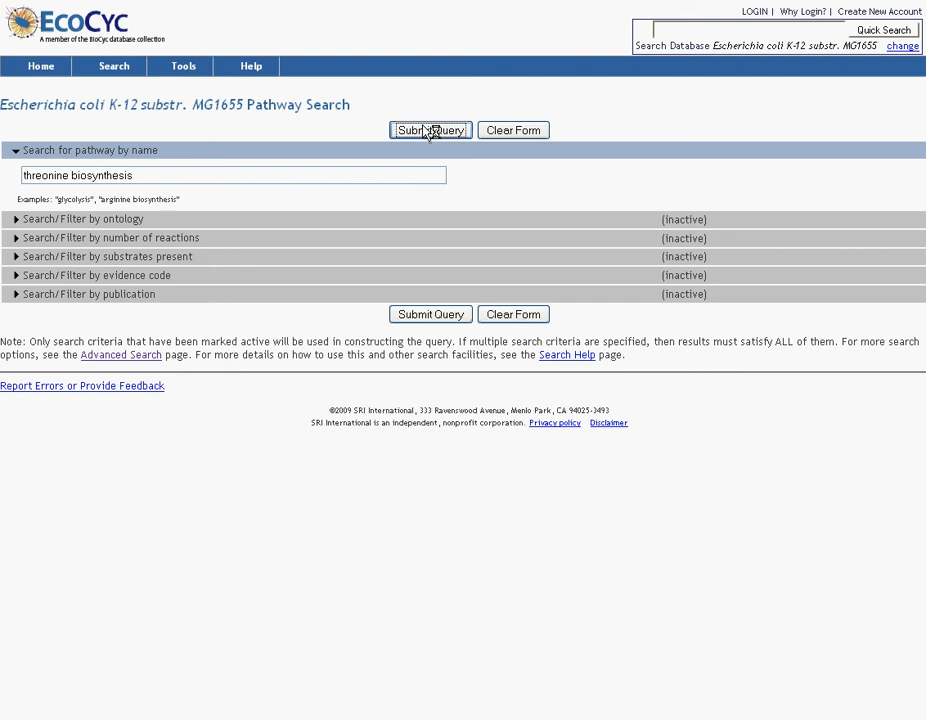 LOGIN | Why Login? | Create New Account
EcoCyc
A member of the BioCyc database collection
Quick Search
Search Database Escherichia coli K-12 substr. MG1655 change
Home Search Tools Help
Escherichia coli K-12 substr. MG1655 Pathway Search
Submit Query Clear Form
Search for pathway by name
threonine biosynthesis
Examples: "glycolysis", "arginine biosynthesis"
Search/Filter by ontology (inactive)
Search/Filter by number of reactions (inactive)
Search/Filter by substrates present (inactive)
Search/Filter by evidence code (inactive)
Search/Filter by publication (inactive)
Submit Query Clear Form
Note: Only search criteria that have been marked active will be used in constructing the query. If multiple search criteria are specified, then results must satisfy ALL of them. For more search
options, see the Advanced Search page. For more details on how to use this and other search facilities, see the Search Help page.
Report Errors or Provide Feedback
©2009 SRI International, 333 Ravenswood Avenue, Menlo Park, CA 94025-3493
SRI International is an independent, nonprofit corporation. Privacy policy Disclaimer